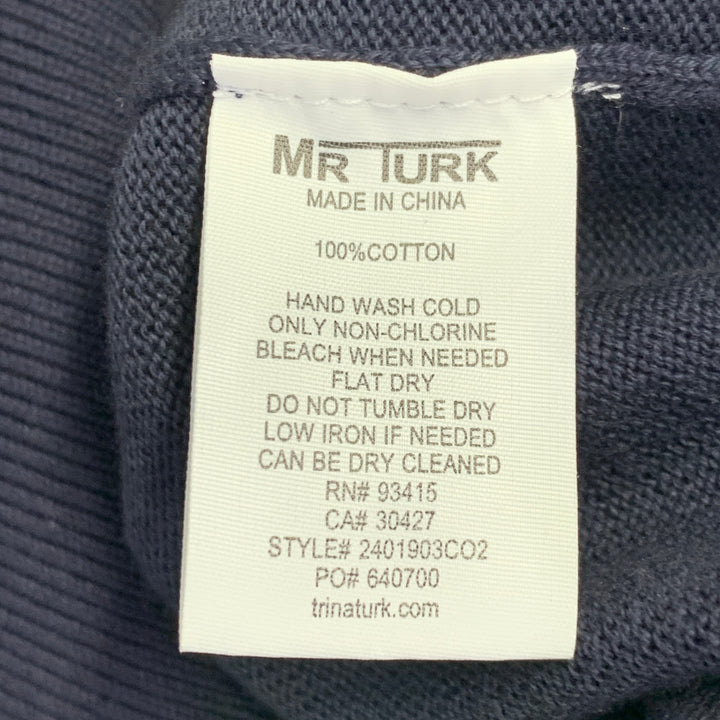 MR TURK
MADE IN CHINA
100%COTTON
HAND WASH COLD
ONLY NON-CHLORINE
BLEACH WHEN NEEDED
FLAT DRY
DO NOT TUMBLE DRY
LOW IRON IF NEEDED
CAN BE DRY CLEANED
RN# 93415
CA# 30427
STYLE# 2401903CO2
PO# 640700
trinaturk.com